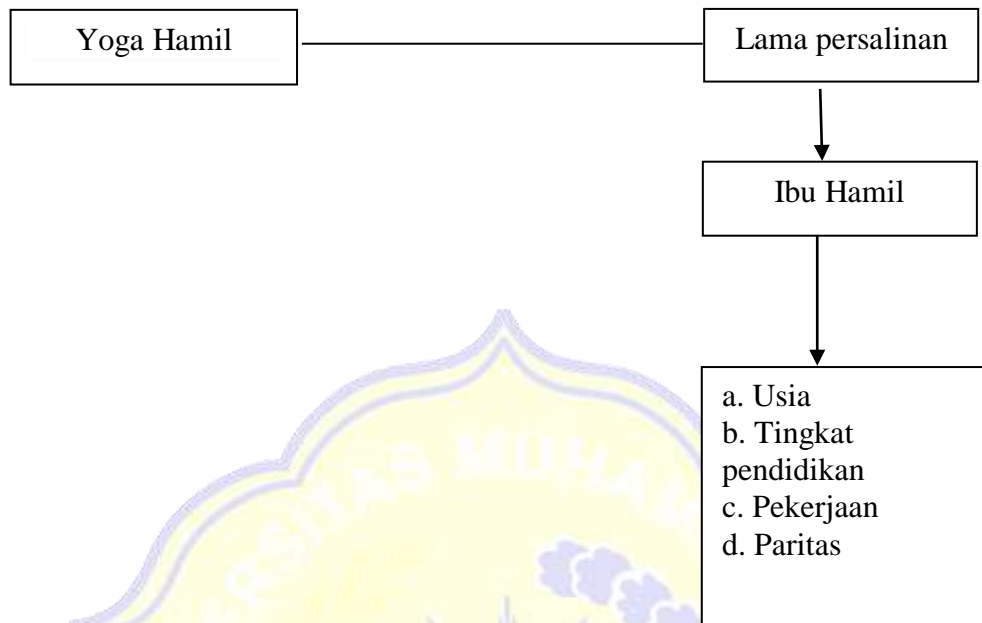 Yoga Hamil
Lama persalinan
Ibu Hamil
a. Usia
b. Tingkat
pendidikan
c. Pekerjaan
d. Paritas